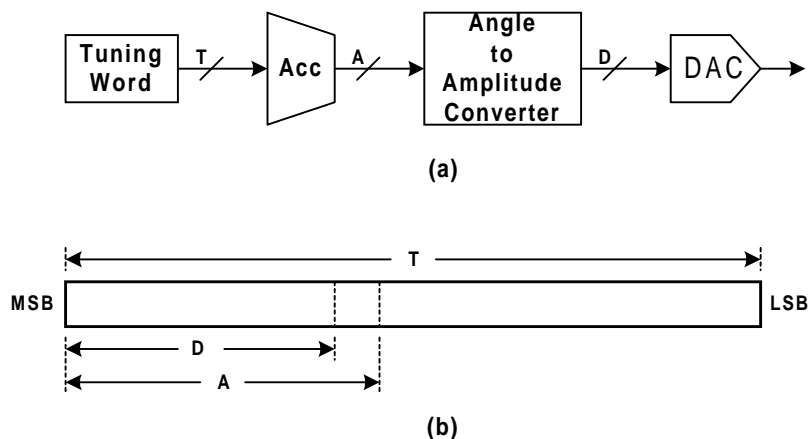 Tuning
Word
T
Acc
A
Angle
to
Amplitude
Converter
D
DAC
(a)
T
MSB
LSB
D
A
(b)